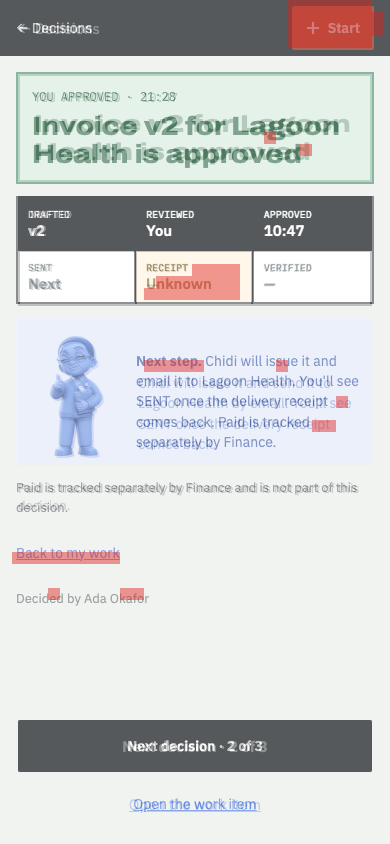 ← Decisions
+ Start
YOU APPROVED · 21:28
Invoice v2 for Lagoon
Health is approved
DRAFTED REVIEWED APPROVED
v2 You 10:47
SENT RECEIPT VERIFIED
Next Unknown —
Next step. Chidi will issue it and
email it to Lagoon Health. You'll see
SENT once the delivery receipt
comes back. Paid is tracked
separately by Finance.
Paid is tracked separately by Finance and is not part of this
decision.
Back to my work
Decided by Ada Okafor
Next decision · 2 of 3
Open the work item